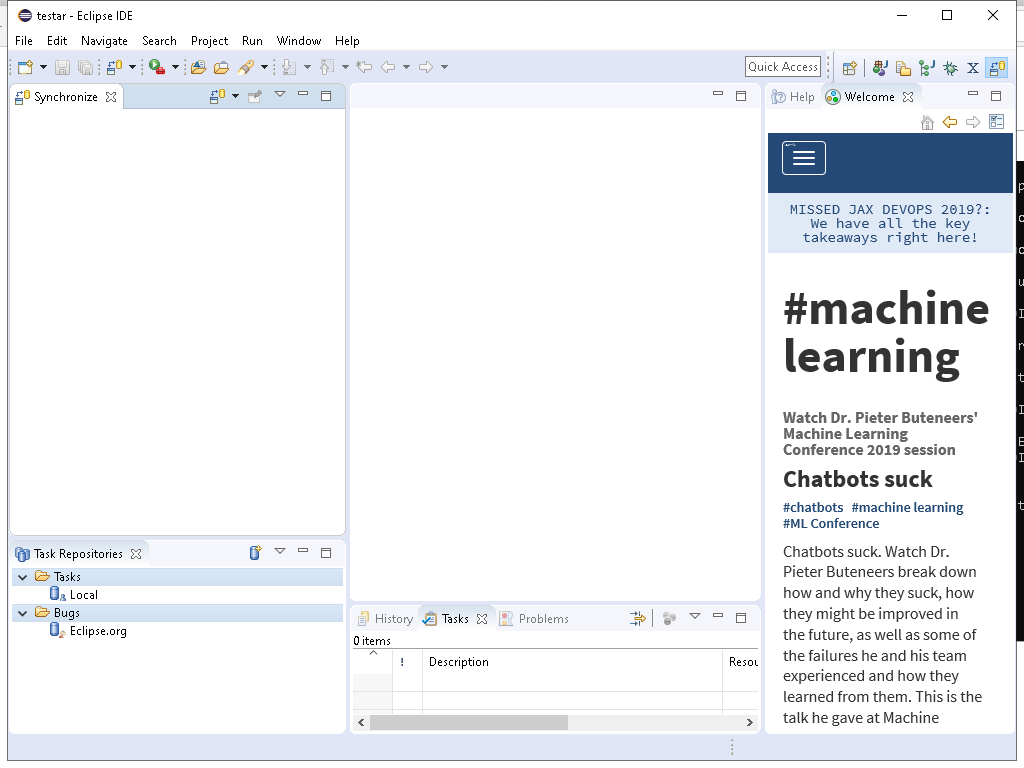 testar - Eclipse IDE
File Edit Navigate Search Project Run Window Help
Quick Access
Synchronize
Help Welcome
MISSED JAX DEVOPS 2019?:
We have all the key
takeaways right here!
#machine
learning
Watch Dr. Pieter Buteneers'
Machine Learning
Conference 2019 session
Chatbots suck
#chatbots #machine learning
#ML Conference
Chatbots suck. Watch Dr.
Pieter Buteneers break down
how and why they suck, how
they might be improved in
the future, as well as some of
the failures he and his team
experienced and how they
learned from them. This is the
talk he gave at Machine
Task Repositories
Tasks
Local
Bugs
Eclipse.org
History Tasks Problems
0 items
! Description Resou